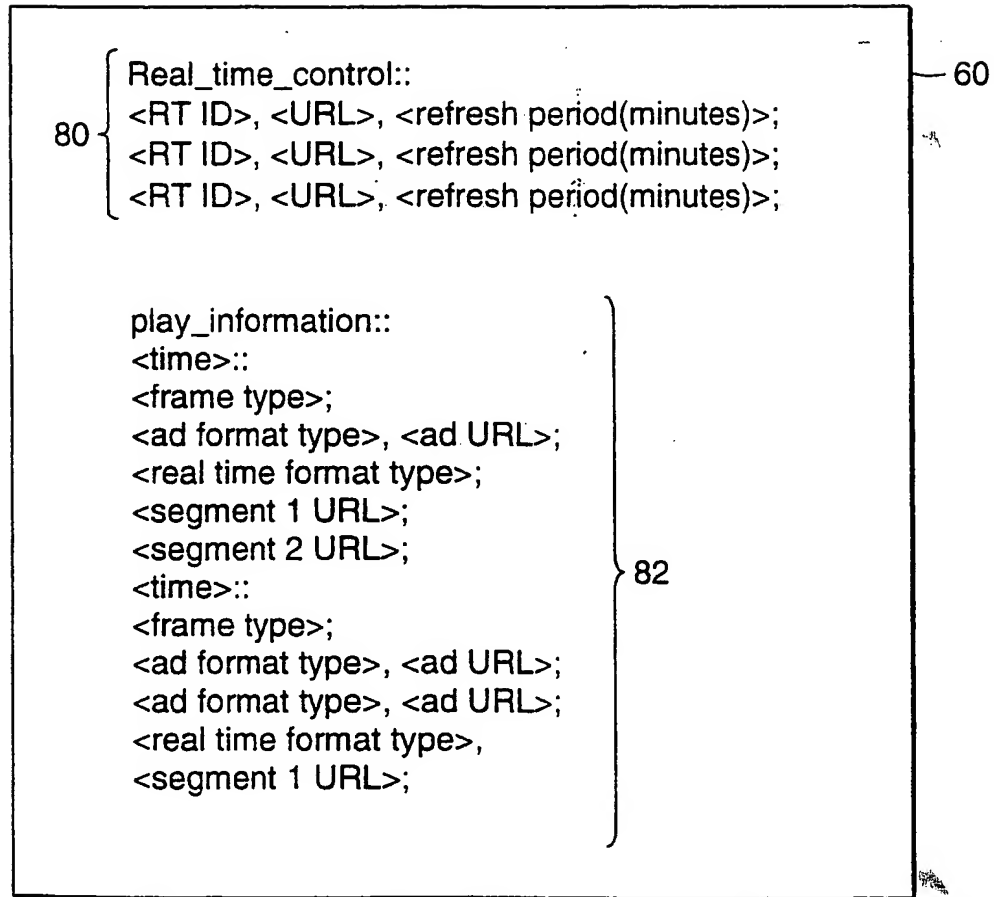 Real_time_control::
60
<RT ID>, <URL>, <refresh period(minutes)>;
80
<RT ID>, <URL>, <refresh period(minutes)>;
<RT ID>, <URL>, <refresh period(minutes)>;
play_information::
<time>::
<frame type>;
<ad format type>, <ad URL>;
<real time format type>;
<segment 1 URL>;
<segment 2 URL>;
82
<time>::
<frame type>;
<ad format type>, <ad URL>;
<ad format type>, <ad URL>;
<real time format type>,
<segment 1 URL>;